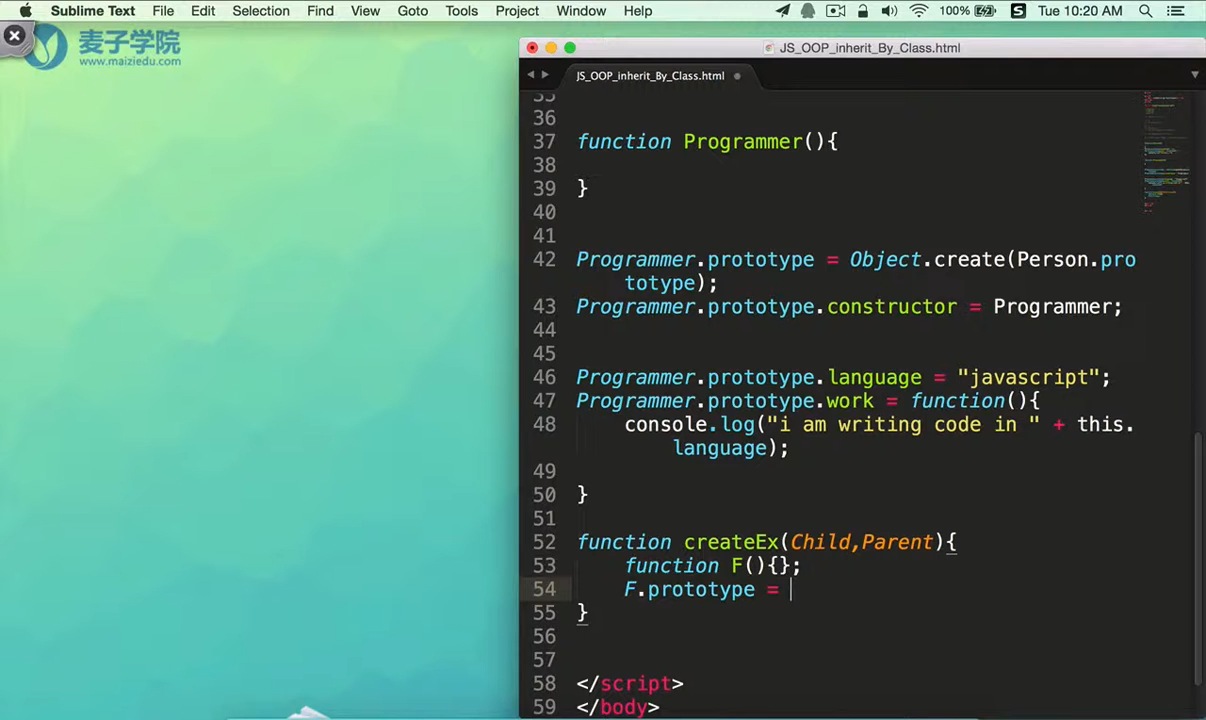 Sublime Text File Edit Selection Find View Goto Tools Project Window Help 100% S Tue 10:20 AM
麦子学院
www.maiziedu.com
JS_OOP_inherit_By_Class.html
JS_OOP_inherit_By_Class.html
35
36
37 function Programmer(){
38
39 }
40
41
42 Programmer.prototype = Object.create(Person.pro
totype);
43 Programmer.prototype.constructor = Programmer;
44
45
46 Programmer.prototype.language = "javascript";
47 Programmer.prototype.work = function(){
48 console.log("i am writing code in " + this.
language);
49
50 }
51
52 function createEx(Child,Parent){
53 function F(){};
54 F.prototype =
55 }
56
57
58 </script>
59 </body>